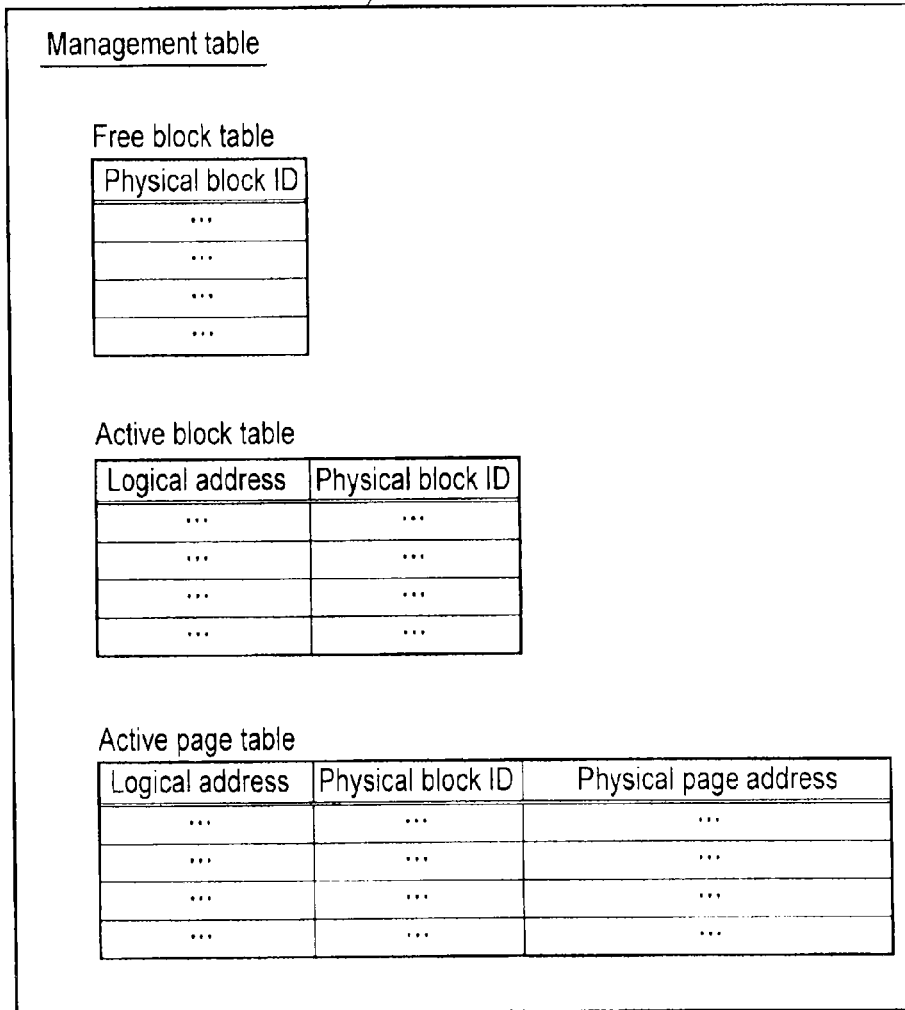 Management table
Free block table
Physical block ID
...
...
...
...
Active block table
Logical address Physical block ID
... ...
... ...
... ...
... ...
Active page table
Logical address Physical block ID Physical page address
... ... ...
... ... ...
... ... ...
... ... ...